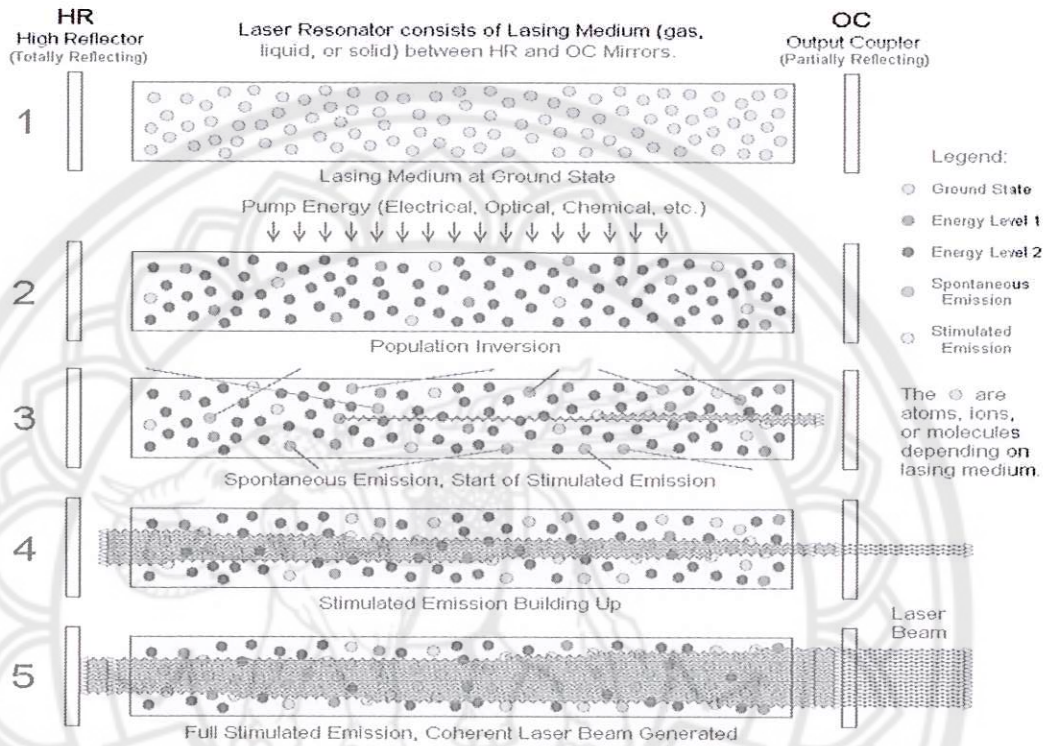 HR
High Reflector
(Totally Reflecting)
Laser Resonator consists of Lasing Medium (gas,
liquid, or solid) between HR and OC Mirrors.
OC
Output Coupler
(Partially Reflecting)
1
Lasing Medium at Ground State
Pump Energy (Electrical, Optical, Chemical, etc.)
2
Population Inversion
3
Spontaneous Emission, Start of Stimulated Emission
4
Stimulated Emission Building Up
5
Full Stimulated Emission, Coherent Laser Beam Generated
Legend:
Ground State
Energy Level 1
Energy Level 2
Spontaneous
Emission
Stimulated
Emission
The are
atoms, ions,
or molecules
depending on
lasing medium.
Laser
Beam